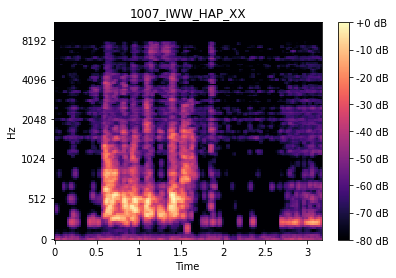 1007_IWW_HAP_XX
Hz
8192
4096
2048
1024
512
0
0 0.5 1 1.5 2 2.5 3
Time
+0 dB
-10 dB
-20 dB
-30 dB
-40 dB
-50 dB
-60 dB
-70 dB
-80 dB